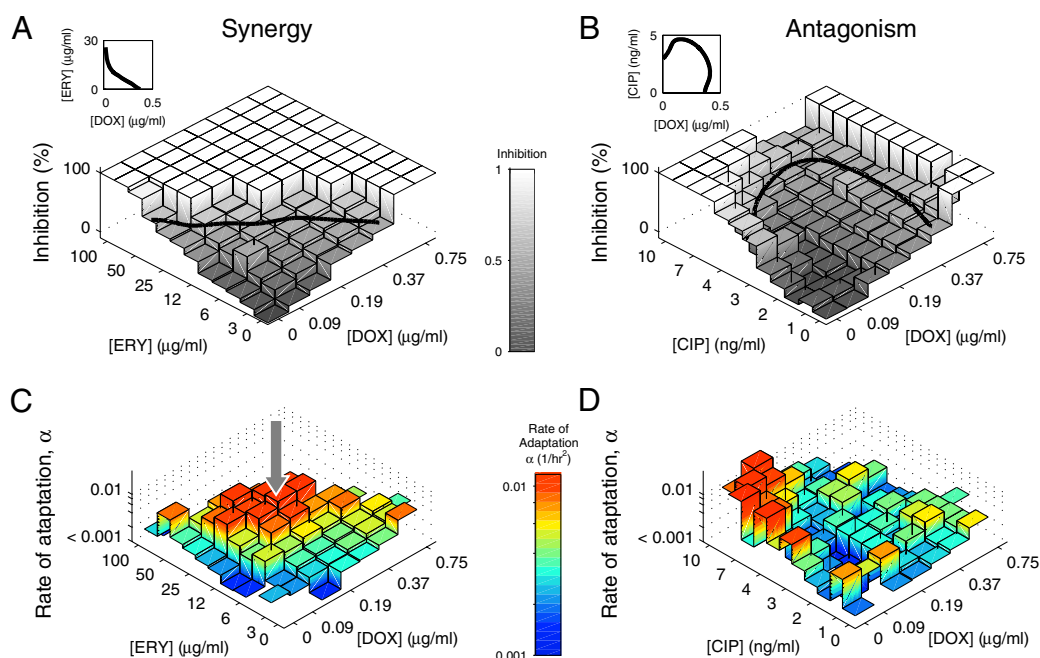 A
Synergy
30
0
[ERY] (μg/ml)
0
0.5
[DOX] (μg/ml)
Inhibition (%)
100
0
100
50
25
12
6
3
0
[ERY] (μg/ml)
0
0.09
0.19
0.37
0.75
[DOX] (μg/ml)
Inhibition
1
0.5
0
B
Antagonism
5
0
[CIP] (ng/ml)
0
0.5
[DOX] (μg/ml)
Inhibition (%)
100
0
10
7
4
3
2
1
0
[CIP] (ng/ml)
0
0.09
0.19
0.37
0.75
[DOX] (μg/ml)
C
Rate of ataptation, α
0.01
< 0.001
100
50
25
12
6
3
0
[ERY] (μg/ml)
0
0.09
0.19
0.37
0.75
[DOX] (μg/ml)
Rate of
Adaptation
α (1/hr²)
0.01
0.001
D
Rate of ataptation, α
0.01
< 0.001
10
7
4
3
2
1
0
[CIP] (ng/ml)
0
0.09
0.19
0.37
0.75
[DOX] (μg/ml)